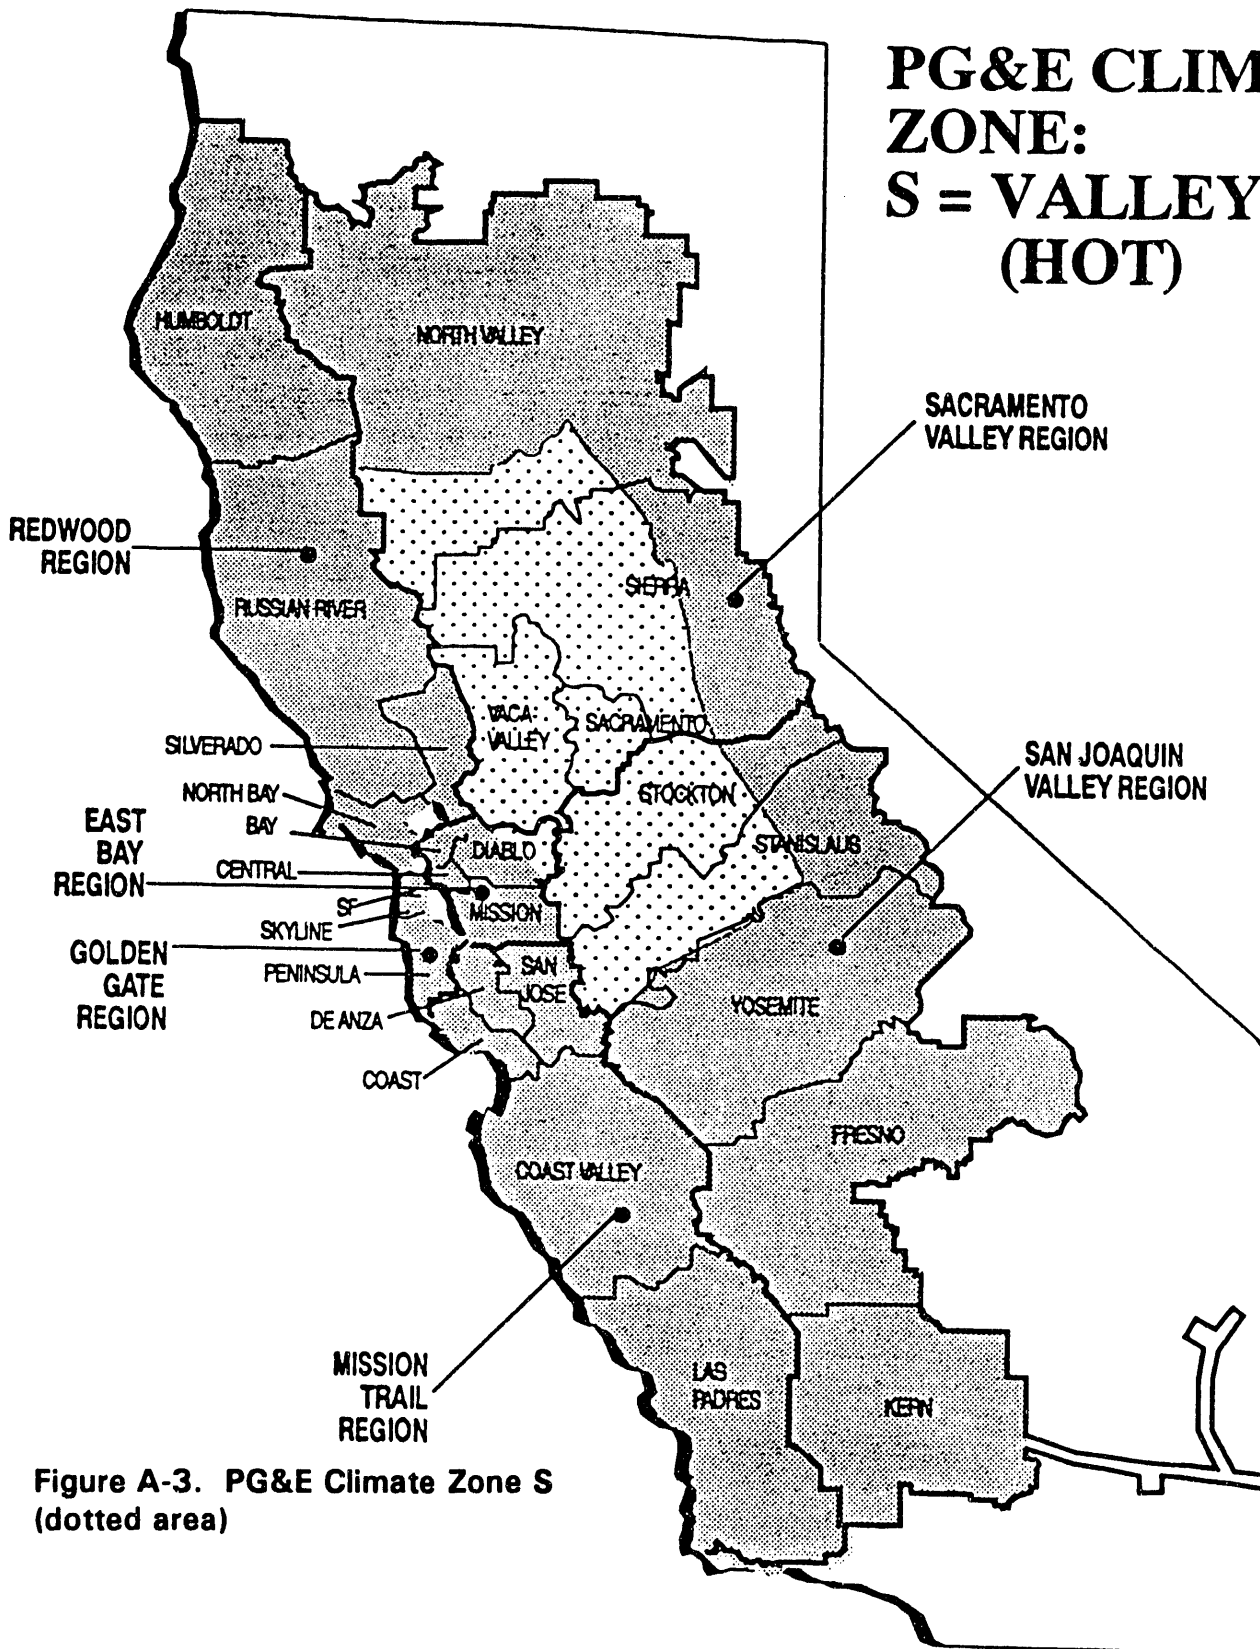 PG&E CLIM
ZONE:
S = VALLEY
(HOT)
HUMBOLDT
NORTH VALLEY
SACRAMENTO
VALLEY REGION
REDWOOD
REGION
SIERRA
RUSSIAN RIVER
VACA
VALLEY
SACRAMENTO
SILVERADO
SAN JOAQUIN
VALLEY REGION
NORTH BAY
STOCKTON
EAST
BAY
REGION
BAY
DIABLO
STANISLAUS
CENTRAL
SF
MISSION
SKYLINE
GOLDEN
GATE
REGION
PENINSULA
SAN
JOSE
YOSEMITE
DE ANZA
COAST
FRESNO
COAST VALLEY
MISSION
TRAIL
REGION
LAS
PADRES
KERN
Figure A-3. PG&E Climate Zone S
(dotted area)